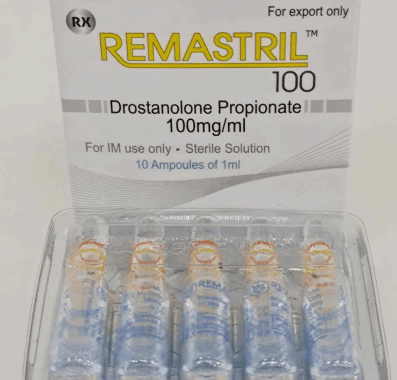 For export only
RX
REMASTRIL™
100
Drostanolone Propionate
100mg/ml
For IM use only • Sterile Solution
10 Ampoules of 1ml